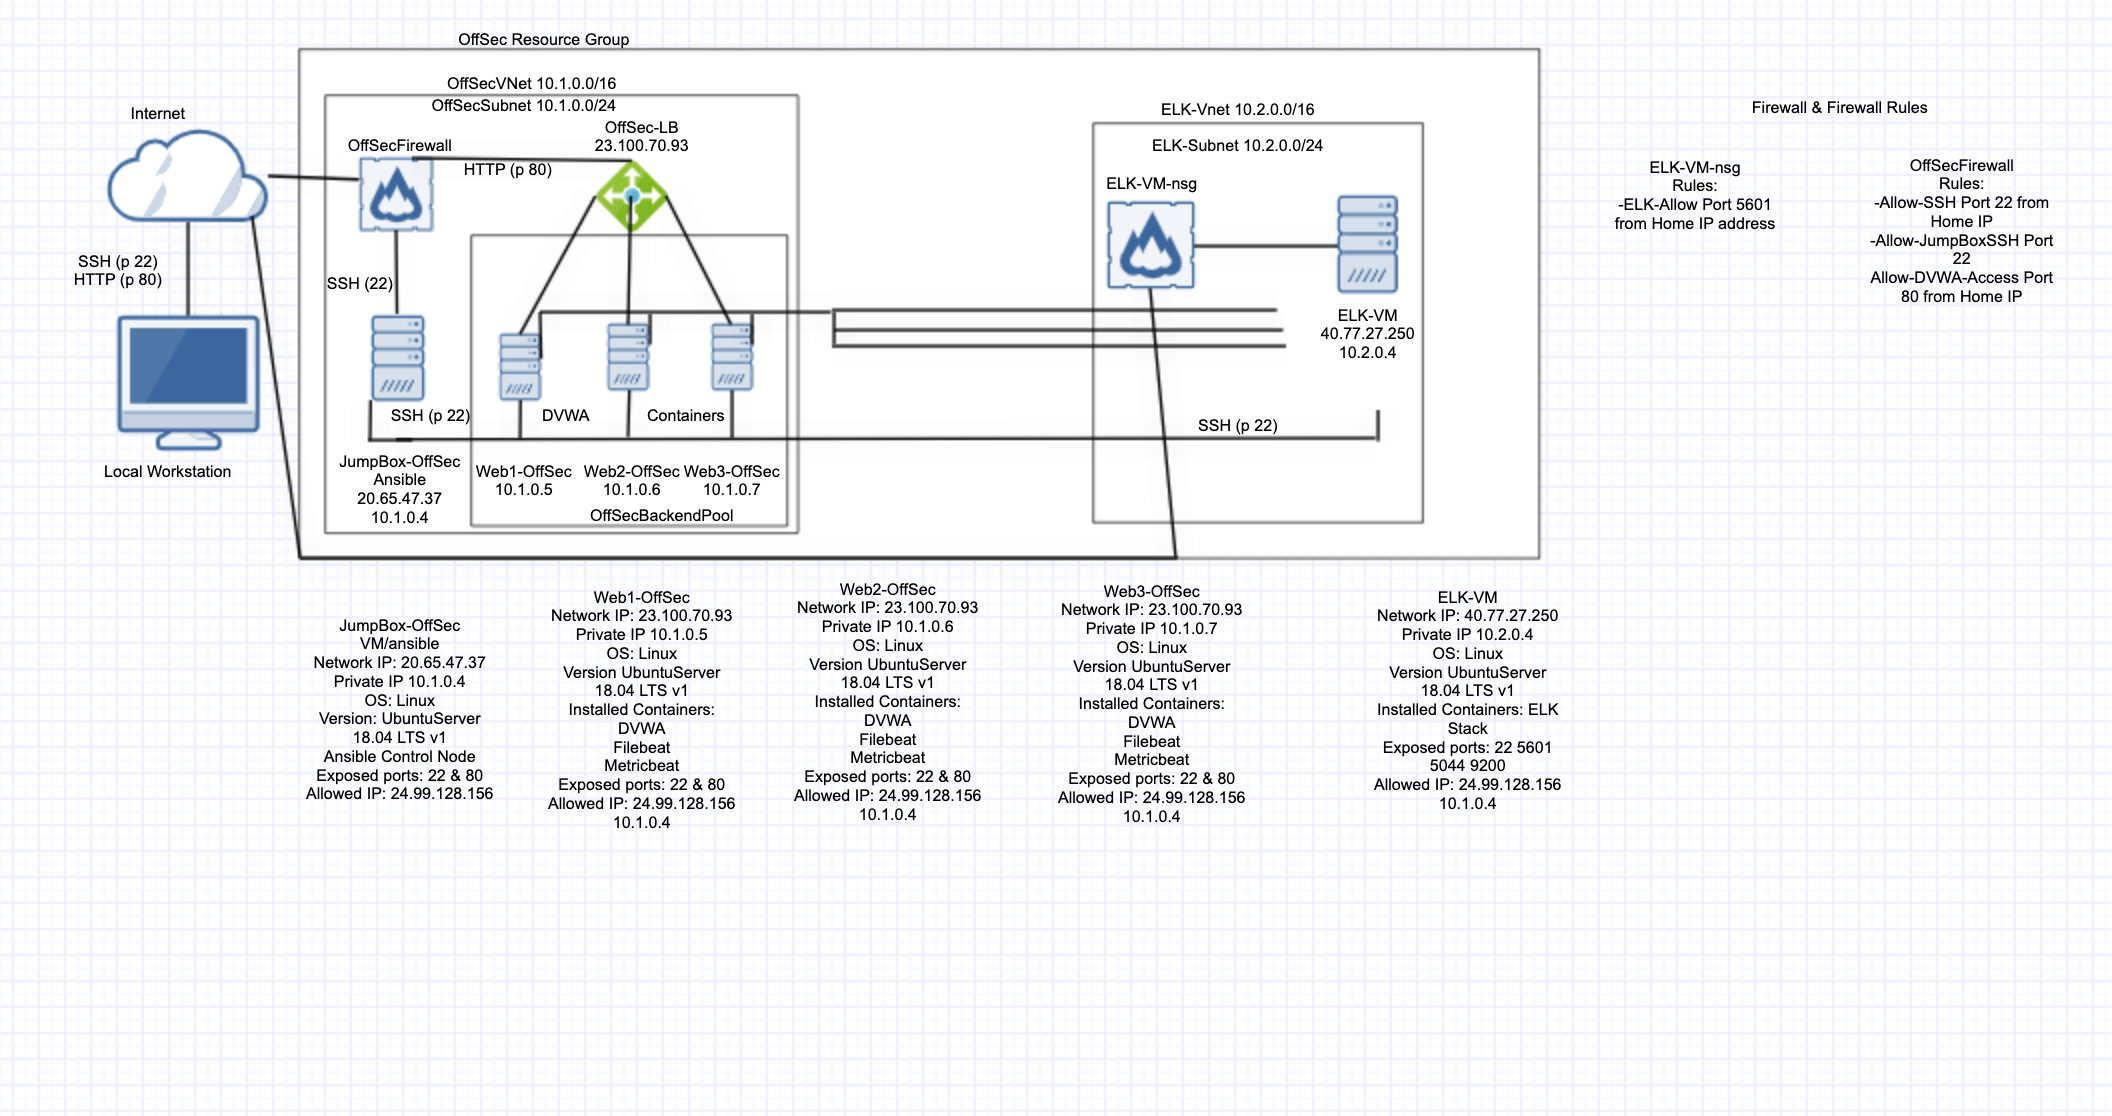 OffSec Resource Group
OffSecVNet 10.1.0.0/16
OffSecSubnet 10.1.0.0/24
Internet
OffSecFirewall
OffSec-LB
23.100.70.93
HTTP (p 80)
SSH (p 22)
HTTP (p 80)
SSH (22)
Local Workstation
SSH (p 22)
DVWA
Containers
JumpBox-OffSec
Ansible
20.65.47.37
10.1.0.4
Web1-OffSec
10.1.0.5
Web2-OffSec
10.1.0.6
Web3-OffSec
10.1.0.7
OffSecBackendPool
ELK-Vnet 10.2.0.0/16
ELK-Subnet 10.2.0.0/24
ELK-VM-nsg
ELK-VM
40.77.27.250
10.2.0.4
SSH (p 22)
Firewall & Firewall Rules
ELK-VM-nsg
Rules:
-ELK-Allow Port 5601
from Home IP address
OffSecFirewall
Rules:
-Allow-SSH Port 22 from
Home IP
-Allow-JumpBoxSSH Port
22
Allow-DVWA-Access Port
80 from Home IP
JumpBox-OffSec
VM/ansible
Network IP: 20.65.47.37
Private IP 10.1.0.4
OS: Linux
Version: UbuntuServer
18.04 LTS v1
Ansible Control Node
Exposed ports: 22 & 80
Allowed IP: 24.99.128.156
Web1-OffSec
Network IP: 23.100.70.93
Private IP 10.1.0.5
OS: Linux
Version UbuntuServer
18.04 LTS v1
Installed Containers:
DVWA
Filebeat
Metricbeat
Exposed ports: 22 & 80
Allowed IP: 24.99.128.156
10.1.0.4
Web2-OffSec
Network IP: 23.100.70.93
Private IP 10.1.0.6
OS: Linux
Version UbuntuServer
18.04 LTS v1
Installed Containers:
DVWA
Filebeat
Metricbeat
Exposed ports: 22 & 80
Allowed IP: 24.99.128.156
10.1.0.4
Web3-OffSec
Network IP: 23.100.70.93
Private IP 10.1.0.7
OS: Linux
Version UbuntuServer
18.04 LTS v1
Installed Containers:
DVWA
Filebeat
Metricbeat
Exposed ports: 22 & 80
Allowed IP: 24.99.128.156
10.1.0.4
ELK-VM
Network IP: 40.77.27.250
Private IP 10.2.0.4
OS: Linux
Version UbuntuServer
18.04 LTS v1
Installed Containers: ELK
Stack
Exposed ports: 22 5601
5044 9200
Allowed IP: 24.99.128.156
10.1.0.4